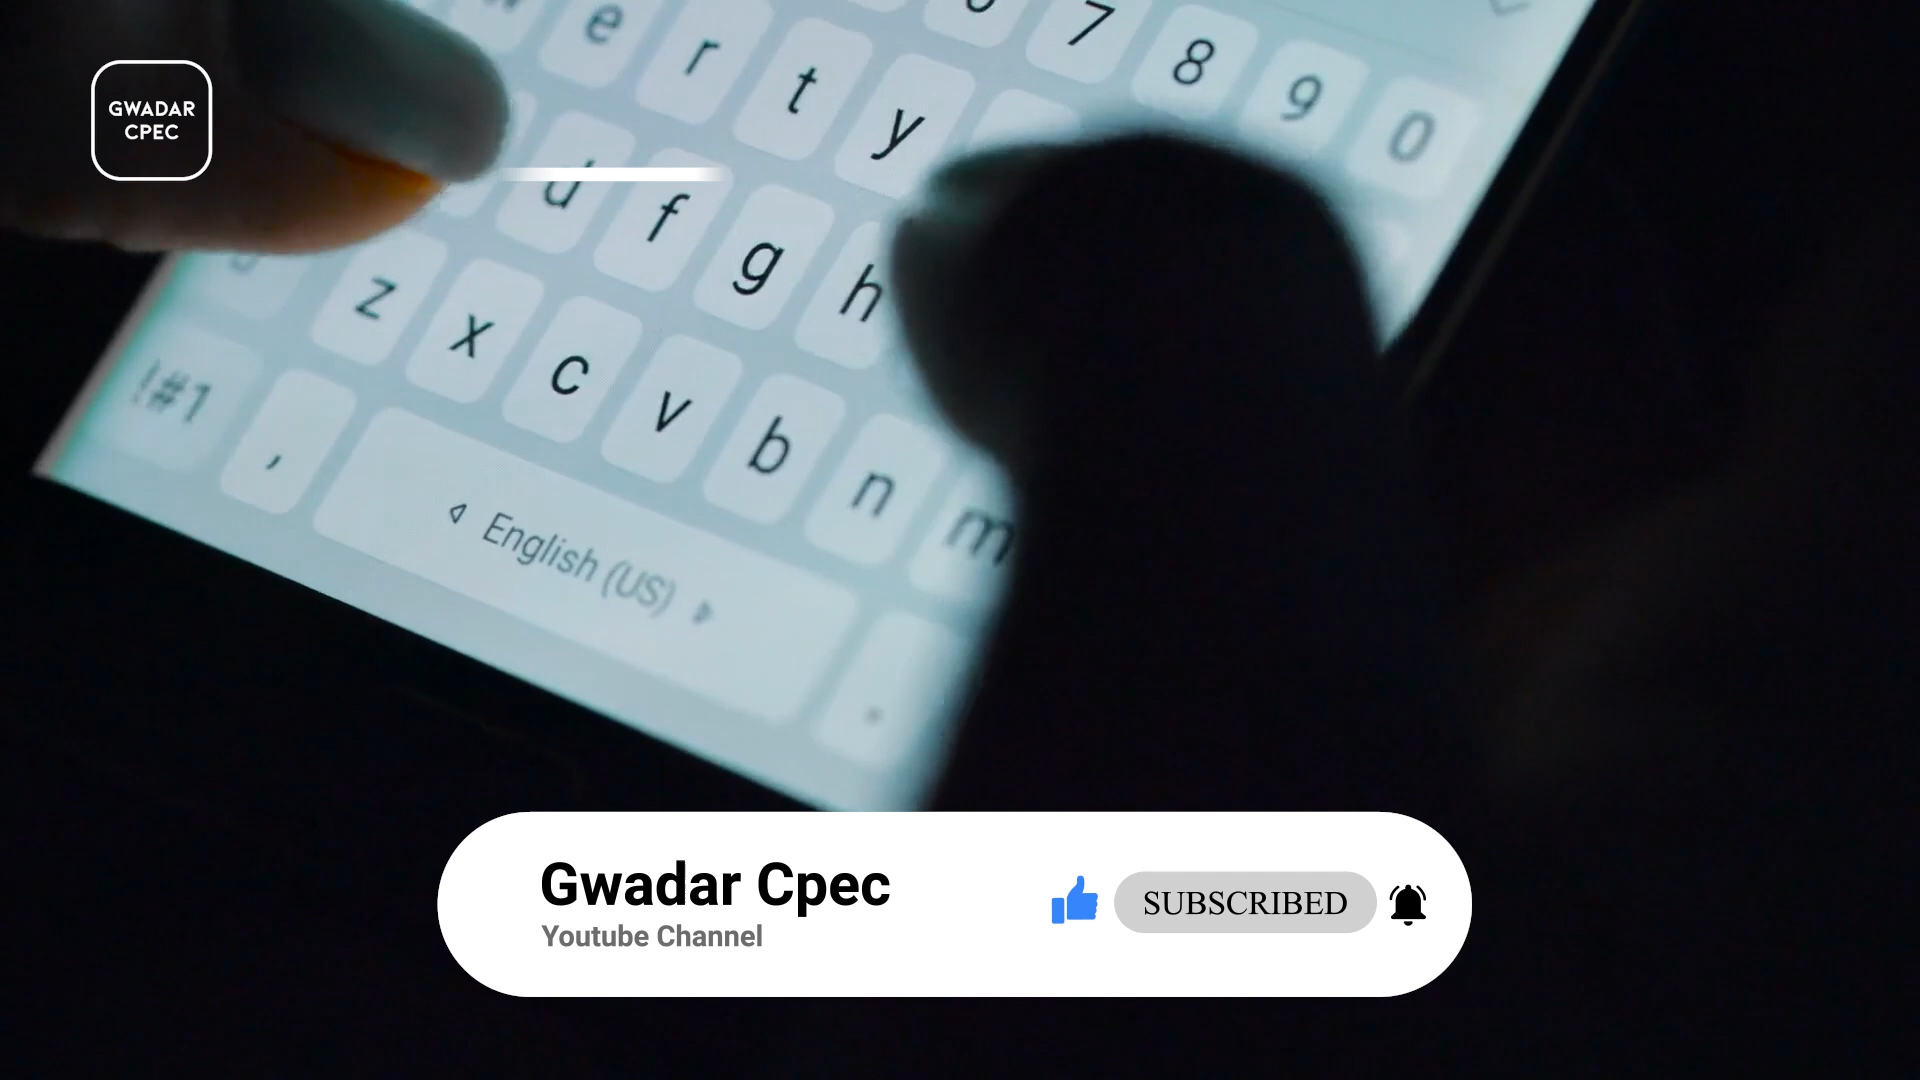 GWADAR
CPEC
7 8 9 0
e r t y
d f g h
z x c v b n m
!#1 , English (US) .
Gwadar Cpec
Youtube Channel
SUBSCRIBED